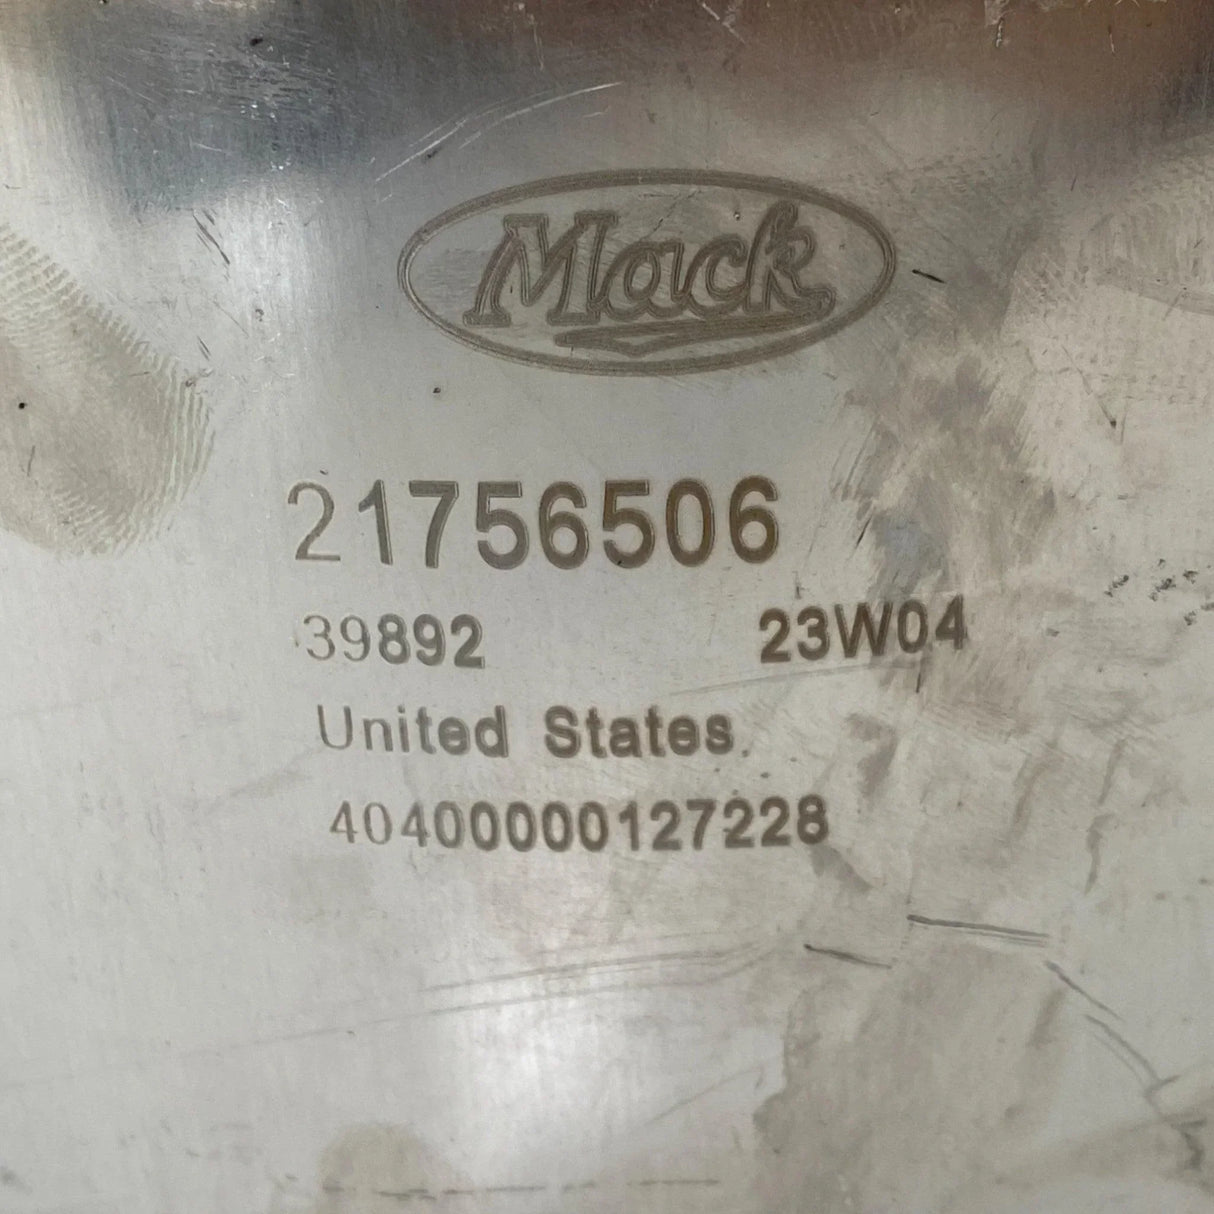 Mack
21756506
39892 23W04
United States.
40400000127228